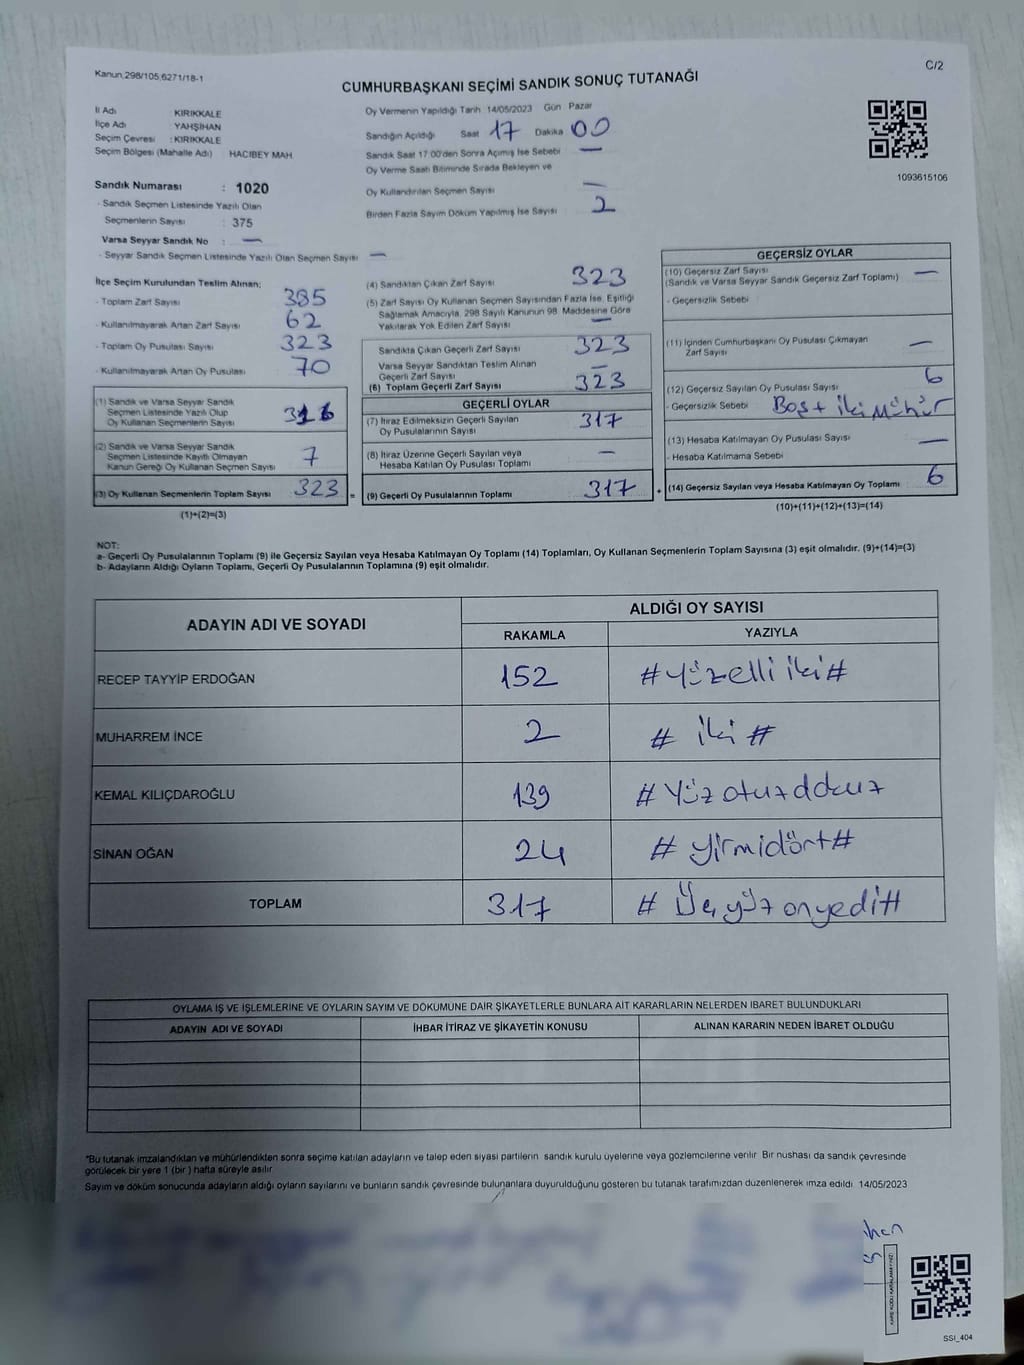 Kanun,298/105,6271/18-1
C/2
CUMHURBAŞKANI SEÇİMİ SANDIK SONUÇ TUTANAĞI
İl Adı KIRIKKALE
İlçe Adı YAHŞİHAN
Seçim Çevresi : KIRIKKALE
Seçim Bölgesi (Mahalle Adı) HACIBEY MAH.
Sandık Numarası : 1020
- Sandık Seçmen Listesinde Yazılı Olan
Seçmenlerin Sayısı : 375
Varsa Seyyar Sandık No : —
- Seyyar Sandık Seçmen Listesinde Yazılı Olan Seçmen Sayısı —
Oy Vermenin Yapıldığı Tarih 14/05/2023 Gün Pazar
Sandığın Açıldığı Saat 17 Dakika 00
Sandık Saat 17:00'den Sonra Açılmış İse Sebebi —
Oy Verme Saati Bitiminde Sırada Bekleyen ve
Oy Kullandırılan Seçmen Sayısı —
Birden Fazla Sayım Döküm Yapılmış İse Sayısı 2
1093615106
İlçe Seçim Kurulundan Teslim Alınan:
- Toplam Zarf Sayısı 385
- Kullanılmayarak Artan Zarf Sayısı 62
- Toplam Oy Pusulası Sayısı 323
- Kullanılmayarak Artan Oy Pusulası 70
(1) Sandık ve Varsa Seyyar Sandık
Seçmen Listesinde Yazılı Olup
Oy Kullanan Seçmenlerin Sayısı 316
(2) Sandık ve Varsa Seyyar Sandık
Seçmen Listesinde Kayıtlı Olmayan
Kanun Gereği Oy Kullanan Seçmen Sayısı 7
(3) Oy Kullanan Seçmenlerin Toplam Sayısı 323 =
(1)+(2)=(3)
(4) Sandıktan Çıkan Zarf Sayısı 323
(5) Zarf Sayısı Oy Kullanan Seçmen Sayısından Fazla İse, Eşitliği
Sağlamak Amacıyla, 298 Sayılı Kanunun 98. Maddesine Göre
Yakılarak Yok Edilen Zarf Sayısı —
Sandıkta Çıkan Geçerli Zarf Sayısı 323
Varsa Seyyar Sandıktan Teslim Alınan
Geçerli Zarf Sayısı —
(6) Toplam Geçerli Zarf Sayısı 323
GEÇERLİ OYLAR
(7) İtiraz Edilmeksizin Geçerli Sayılan
Oy Pusulalarının Sayısı 317
(8) İtiraz Üzerine Geçerli Sayılan veya
Hesaba Katılan Oy Pusulası Toplamı —
(9) Geçerli Oy Pusulalarının Toplamı 317 +
GEÇERSİZ OYLAR
(10) Geçersiz Zarf Sayısı
(Sandık ve Varsa Seyyar Sandık Geçersiz Zarf Toplamı) —
- Geçersizlik Sebebi
(11) İçinden Cumhurbaşkanı Oy Pusulası Çıkmayan
Zarf Sayısı —
(12) Geçersiz Sayılan Oy Pusulası Sayısı 6
- Geçersizlik Sebebi Boş + iki Mühür
(13) Hesaba Katılmayan Oy Pusulası Sayısı —
- Hesaba Katılmama Sebebi
(14) Geçersiz Sayılan veya Hesaba Katılmayan Oy Toplamı 6
(10)+(11)+(12)+(13)=(14)
NOT:
a- Geçerli Oy Pusulalarının Toplamı (9) ile Geçersiz Sayılan veya Hesaba Katılmayan Oy Toplamı (14) Toplamları, Oy Kullanan Seçmenlerin Toplam Sayısına (3) eşit olmalıdır. (9)+(14)=(3)
b- Adayların Aldığı Oyların Toplamı, Geçerli Oy Pusulalarının Toplamına (9) eşit olmalıdır.
ADAYIN ADI VE SOYADI ALDIĞI OY SAYISI
RAKAMLA YAZIYLA
RECEP TAYYİP ERDOĞAN 152 #Yüzelli iki#
MUHARREM İNCE 2 # iki #
KEMAL KILIÇDAROĞLU 139 # Yüz otuzdokuz
SİNAN OĞAN 24 # yirmidört#
TOPLAM 317 # Üçyüz onyedi#
OYLAMA İŞ VE İŞLEMLERİNE VE OYLARIN SAYIM VE DÖKÜMÜNE DAİR ŞİKAYETLERLE BUNLARA AİT KARARLARIN NELERDEN İBARET BULUNDUKLARI
ADAYIN ADI VE SOYADI İHBAR İTİRAZ VE ŞİKAYETİN KONUSU ALINAN KARARIN NEDEN İBARET OLDUĞU
*Bu tutanak imzalandıktan ve mühürlendikten sonra seçime katılan adayların ve talep eden siyasi partilerin sandık kurulu üyelerine veya gözlemcilerine verilir. Bir nushası da sandık çevresinde
görülecek bir yere 1 (bir) hafta süreyle asılır.
Sayım ve döküm sonucunda adayların aldığı oyların sayılarını ve bunların sandık çevresinde bulunanlara duyurulduğunu gösteren bu tutanak tarafımızdan düzenlenerek imza edildi. 14/05/2023
SSI_404